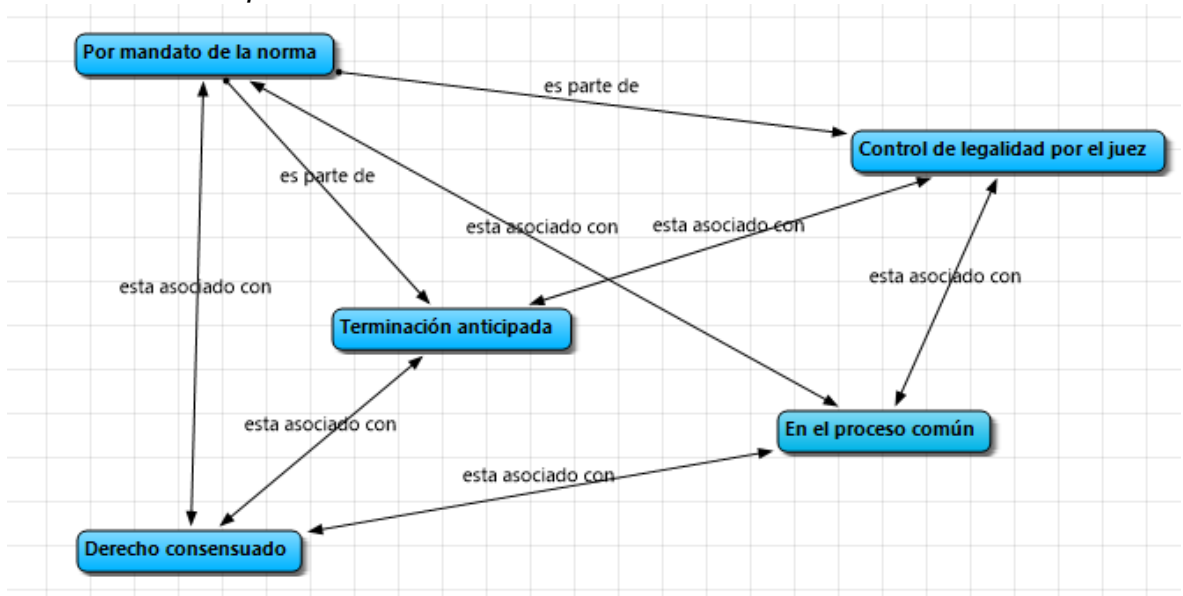 Por mandato de la norma
es parte de
Control de legalidad por el juez
es parte de
esta asociado con
esta asociado con
esta asociado con
esta asociado con
Terminación anticipada
esta asociado con
En el proceso común
esta asociado con
Derecho consensuado